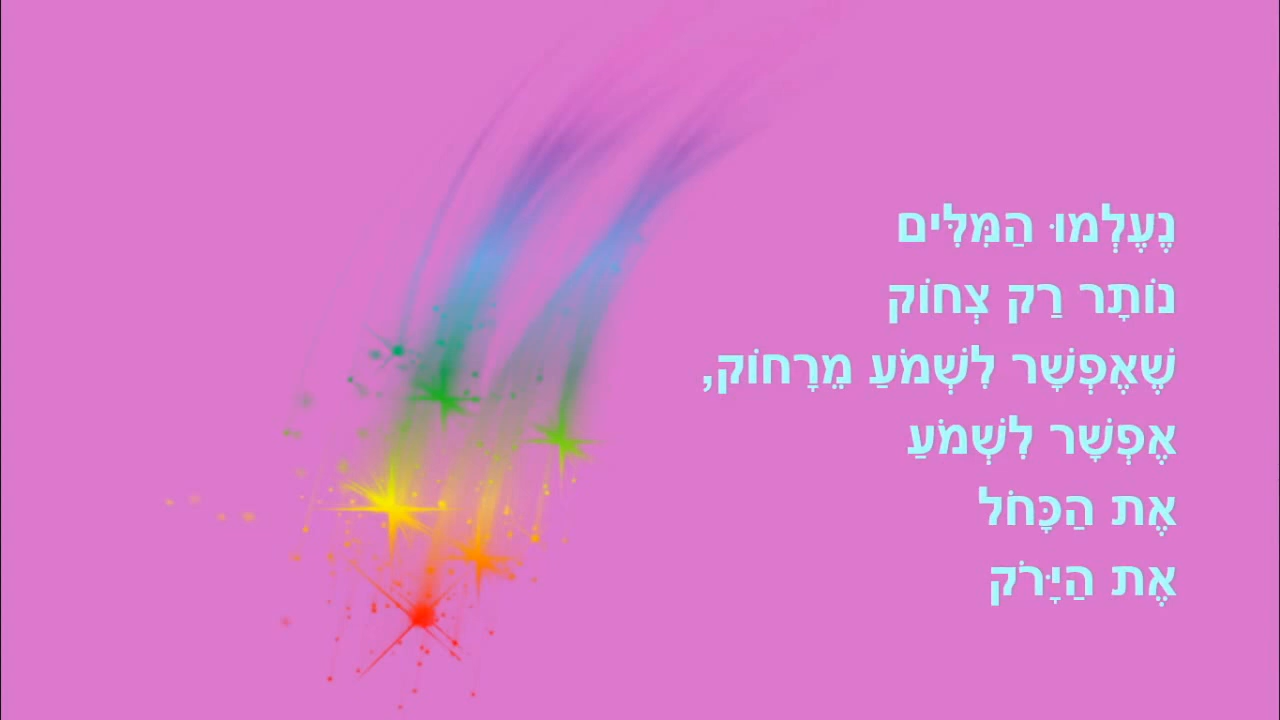 נֶעֶלְמוּ הַמִּלִּים
נוֹתָר רַק צְחוֹק
שֶׁאֶפְשָׁר לִשְׁמֹעַ מֵרָחוֹק,
אֶפְשָׁר לִשְׁמֹעַ
אֶת הַכָּחֹל
אֶת הַיָּרֹק